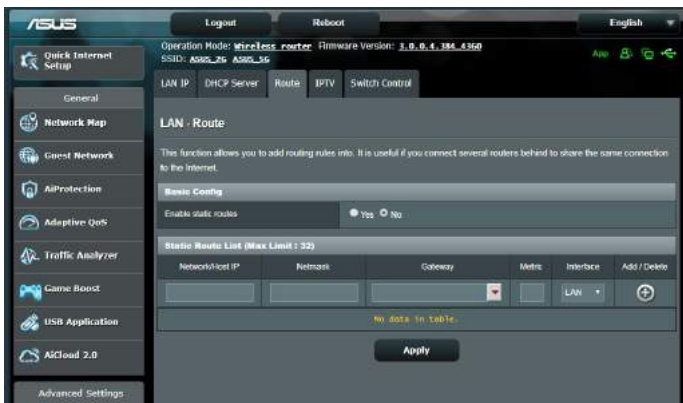 ASUS
Logout
Reboot
English
Operation Mode: Wireless router Firmware Version: 3.0.0.4.384_4360
SSID: ASUS_2G ASUS_5G
App
Quick Internet Setup
General
Network Map
Guest Network
AiProtection
Adaptive QoS
Traffic Analyzer
Game Boost
USB Application
AiCloud 2.0
Advanced Settings
LAN IP DHCP Server Route IPTV Switch Control
LAN - Route
This function allows you to add routing rules into. It is useful if you connect several routers behind to share the same connection
to the Internet.
Basic Config
Enable static routes Yes No
Static Route List (Max Limit : 32)
Network/Host IP Netmask Gateway Metric Interface Add / Delete
LAN
No data in table.
Apply